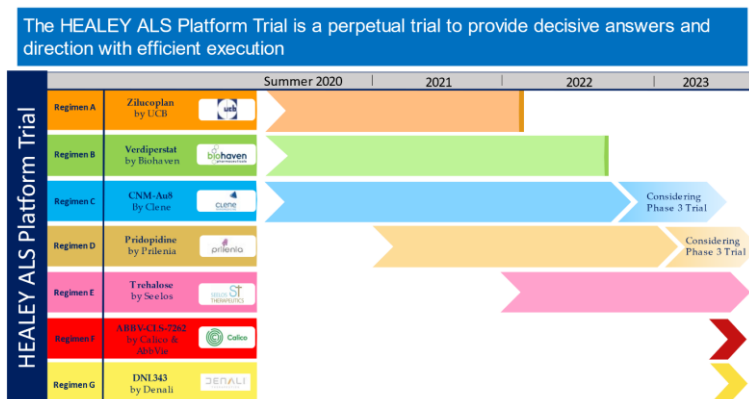 The HEALEY ALS Platform Trial is a perpetual trial to provide decisive answers and
direction with efficient execution
HEALEY ALS Platform Trial
Summer 2020
2021
2022
2023
Regimen A
Zilucoplan
by UCB
ucb
Regimen B
Verdiperstat
by Biohaven
biohaven
pharmaceuticals
Regimen C
CNM-Au8
By Clene
CLENE
Considering
Phase 3 Trial
Regimen D
Pridopidine
by Prilenia
prilenia
Considering
Phase 3 Trial
Regimen E
Trehalose
by Seelos
THERAPEUTICS
Regimen F
ABBV-CLS-7262
by Calico &
AbbVie
Calico
Regimen G
DNL343
by Denali
DENALI